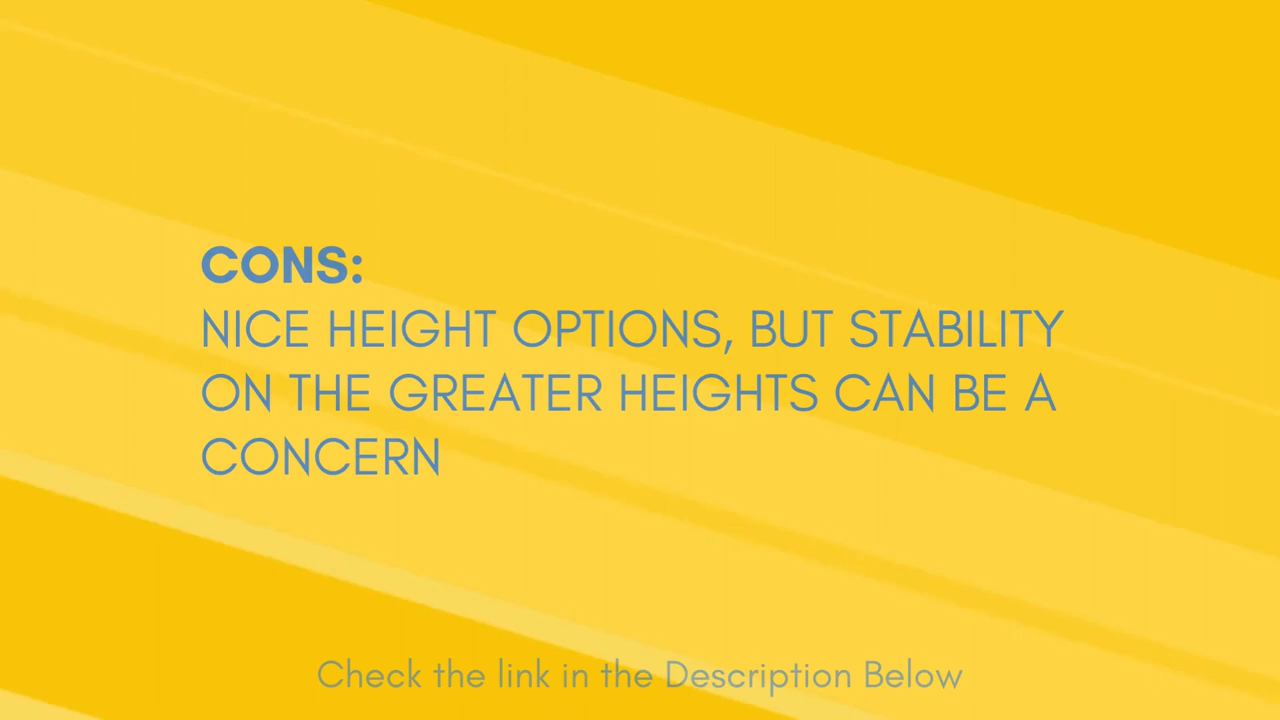 CONS:
NICE HEIGHT OPTIONS, BUT STABILITY
ON THE GREATER HEIGHTS CAN BE A
CONCERN
Check the link in the Description Below